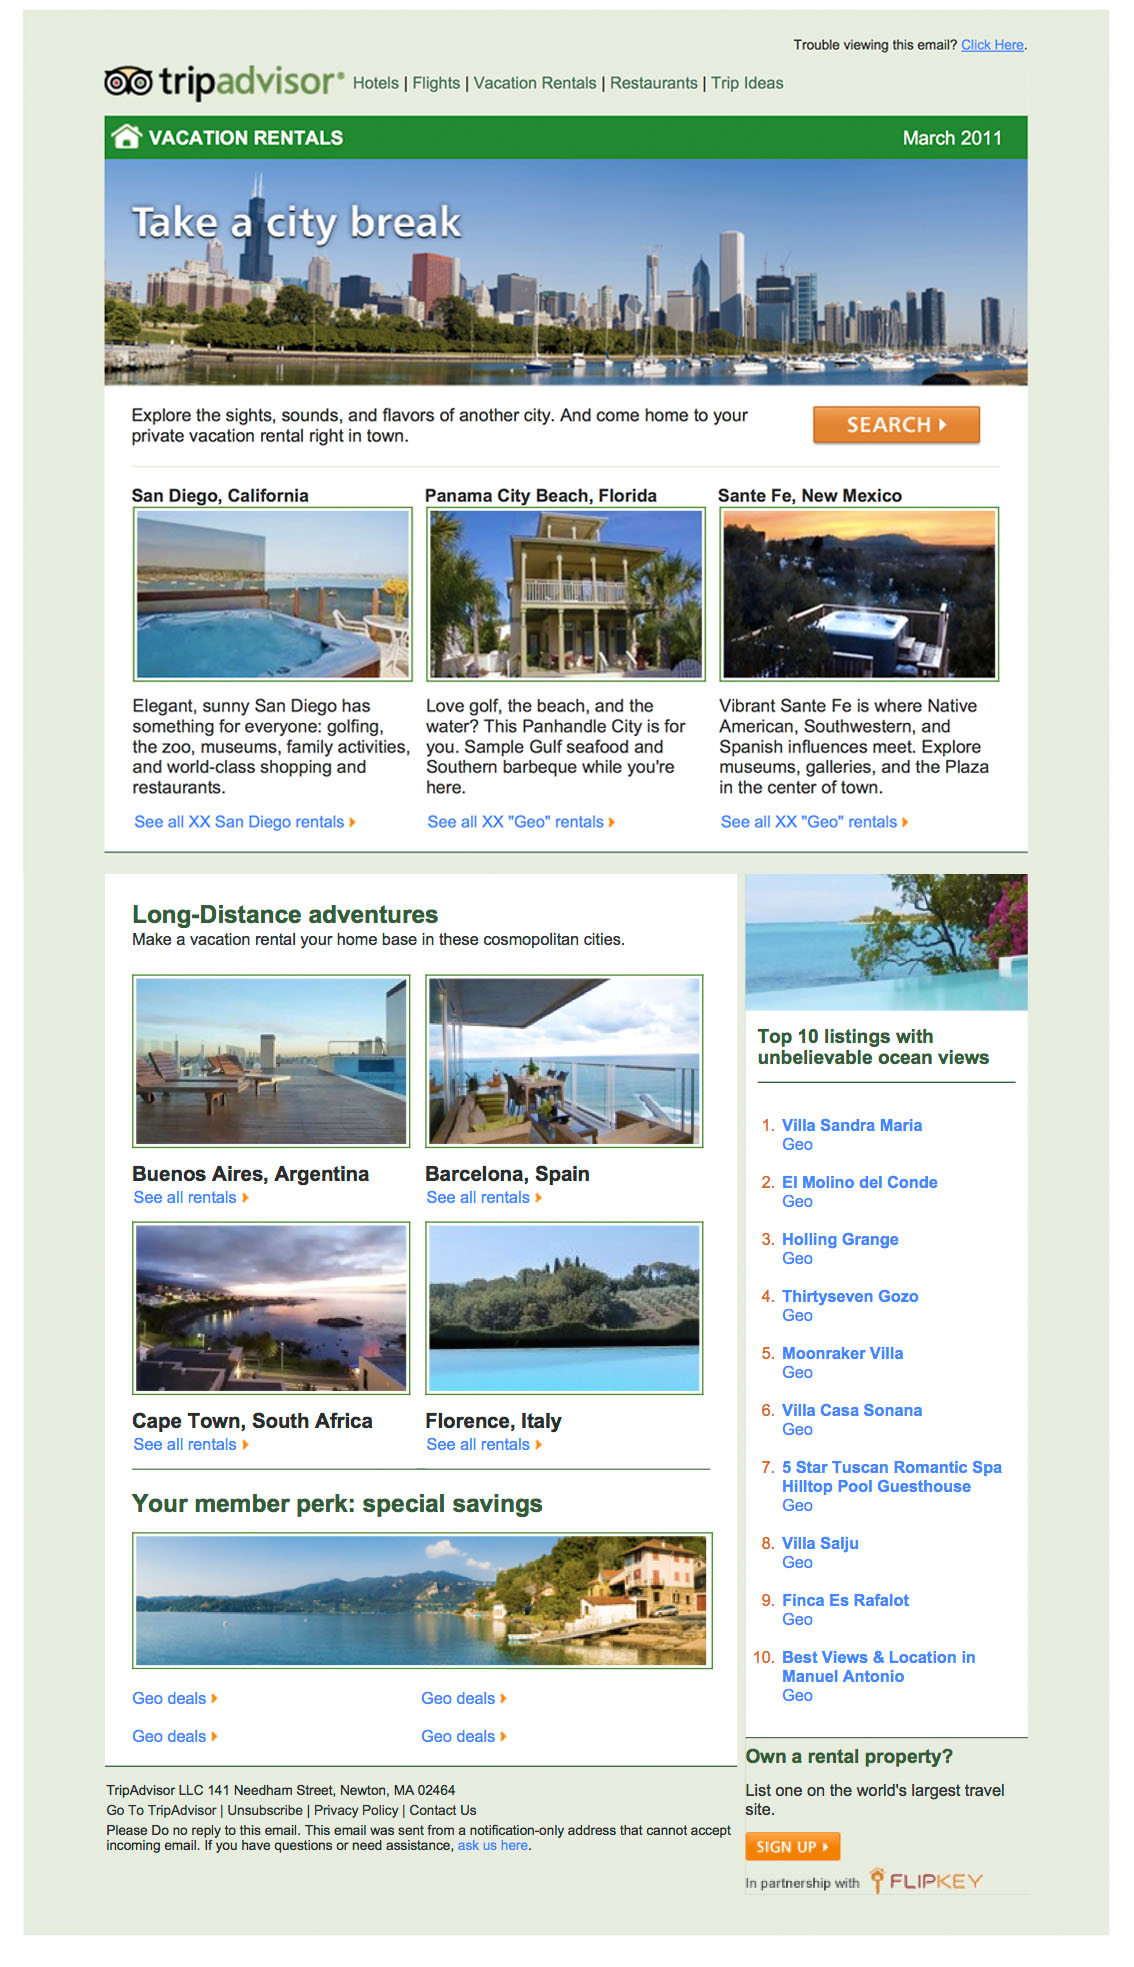 Trouble viewing this email? Click Here.
tripadvisor® Hotels | Flights | Vacation Rentals | Restaurants | Trip Ideas
VACATION RENTALS March 2011
Take a city break
Explore the sights, sounds, and flavors of another city. And come home to your
private vacation rental right in town.
SEARCH
San Diego, California
Elegant, sunny San Diego has
something for everyone: golfing,
the zoo, museums, family activities,
and world-class shopping and
restaurants.
See all XX San Diego rentals
Panama City Beach, Florida
Love golf, the beach, and the
water? This Panhandle City is for
you. Sample Gulf seafood and
Southern barbeque while you're
here.
See all XX "Geo" rentals
Sante Fe, New Mexico
Vibrant Sante Fe is where Native
American, Southwestern, and
Spanish influences meet. Explore
museums, galleries, and the Plaza
in the center of town.
See all XX "Geo" rentals
Long-Distance adventures
Make a vacation rental your home base in these cosmopolitan cities.
Buenos Aires, Argentina
See all rentals
Barcelona, Spain
See all rentals
Cape Town, South Africa
See all rentals
Florence, Italy
See all rentals
Your member perk: special savings
Geo deals
Geo deals
Geo deals
Geo deals
Top 10 listings with
unbelievable ocean views
1. Villa Sandra Maria
Geo
2. El Molino del Conde
Geo
3. Holling Grange
Geo
4. Thirtyseven Gozo
Geo
5. Moonraker Villa
Geo
6. Villa Casa Sonana
Geo
7. 5 Star Tuscan Romantic Spa
Hilltop Pool Guesthouse
Geo
8. Villa Salju
Geo
9. Finca Es Rafalot
Geo
10. Best Views & Location in
Manuel Antonio
Geo
Own a rental property?
List one on the world's largest travel
site.
SIGN UP
In partnership with FLIPKEY
TripAdvisor LLC 141 Needham Street, Newton, MA 02464
Go To TripAdvisor | Unsubscribe | Privacy Policy | Contact Us
Please Do no reply to this email. This email was sent from a notification-only address that cannot accept
incoming email. If you have questions or need assistance, ask us here.